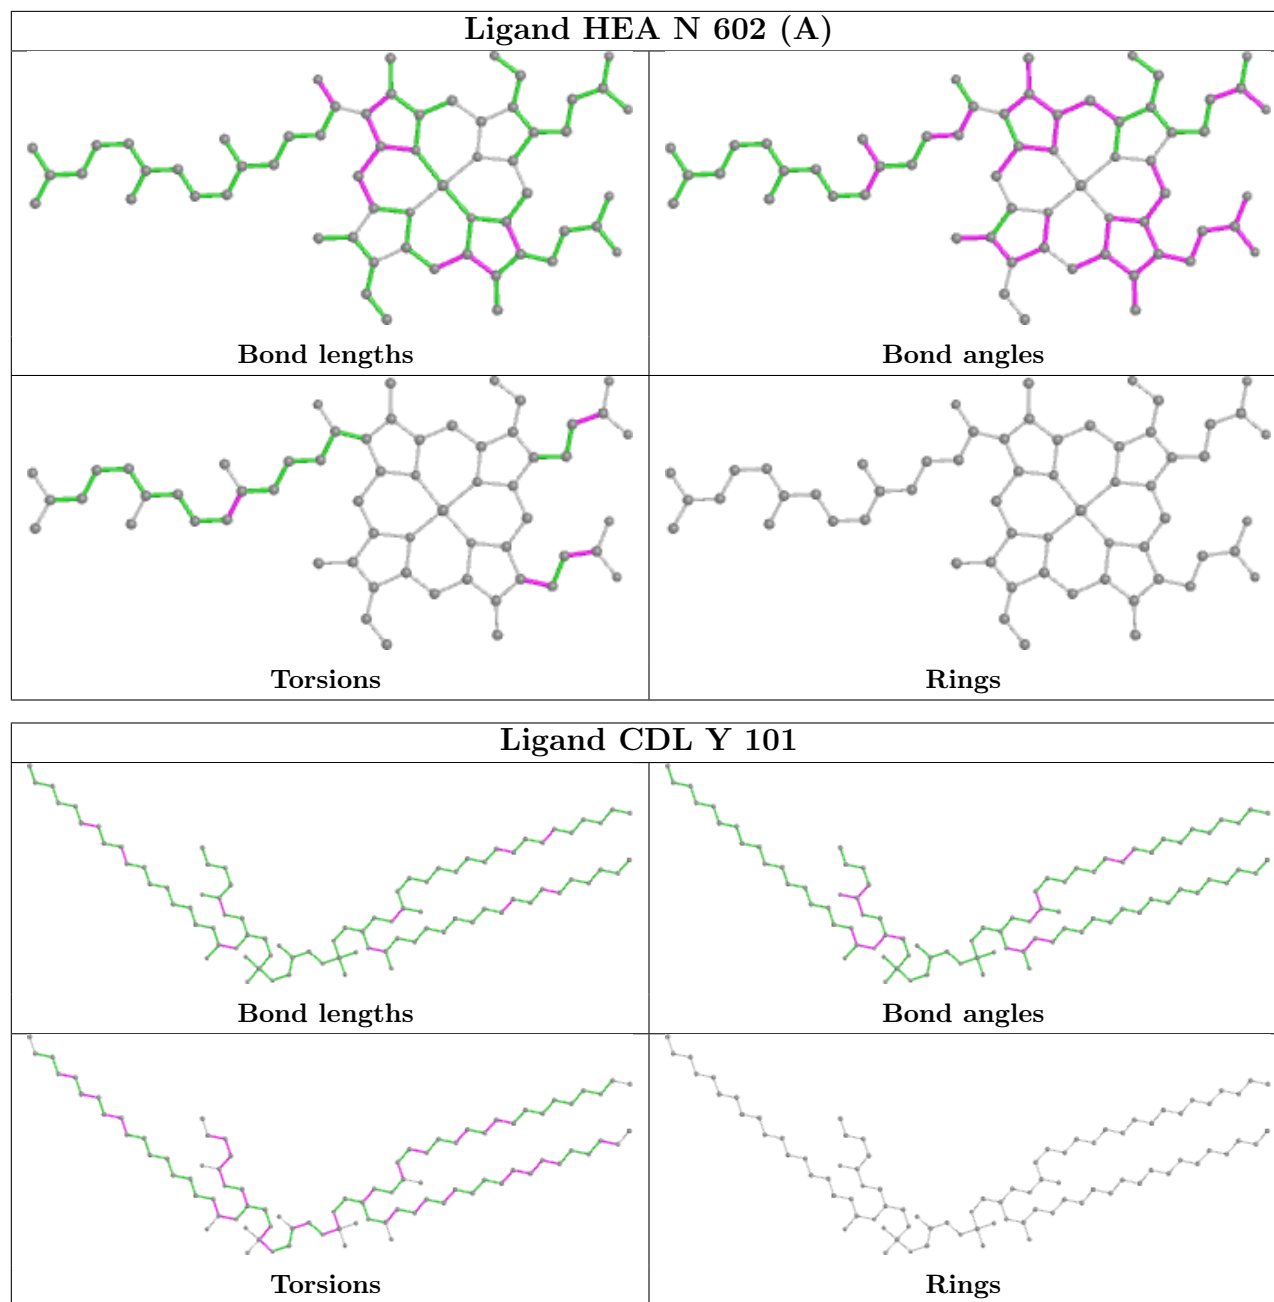 Ligand HEA N 602 (A)
Bond lengths
Bond angles
Torsions
Rings
Ligand CDL Y 101
Bond lengths
Bond angles
Torsions
Rings